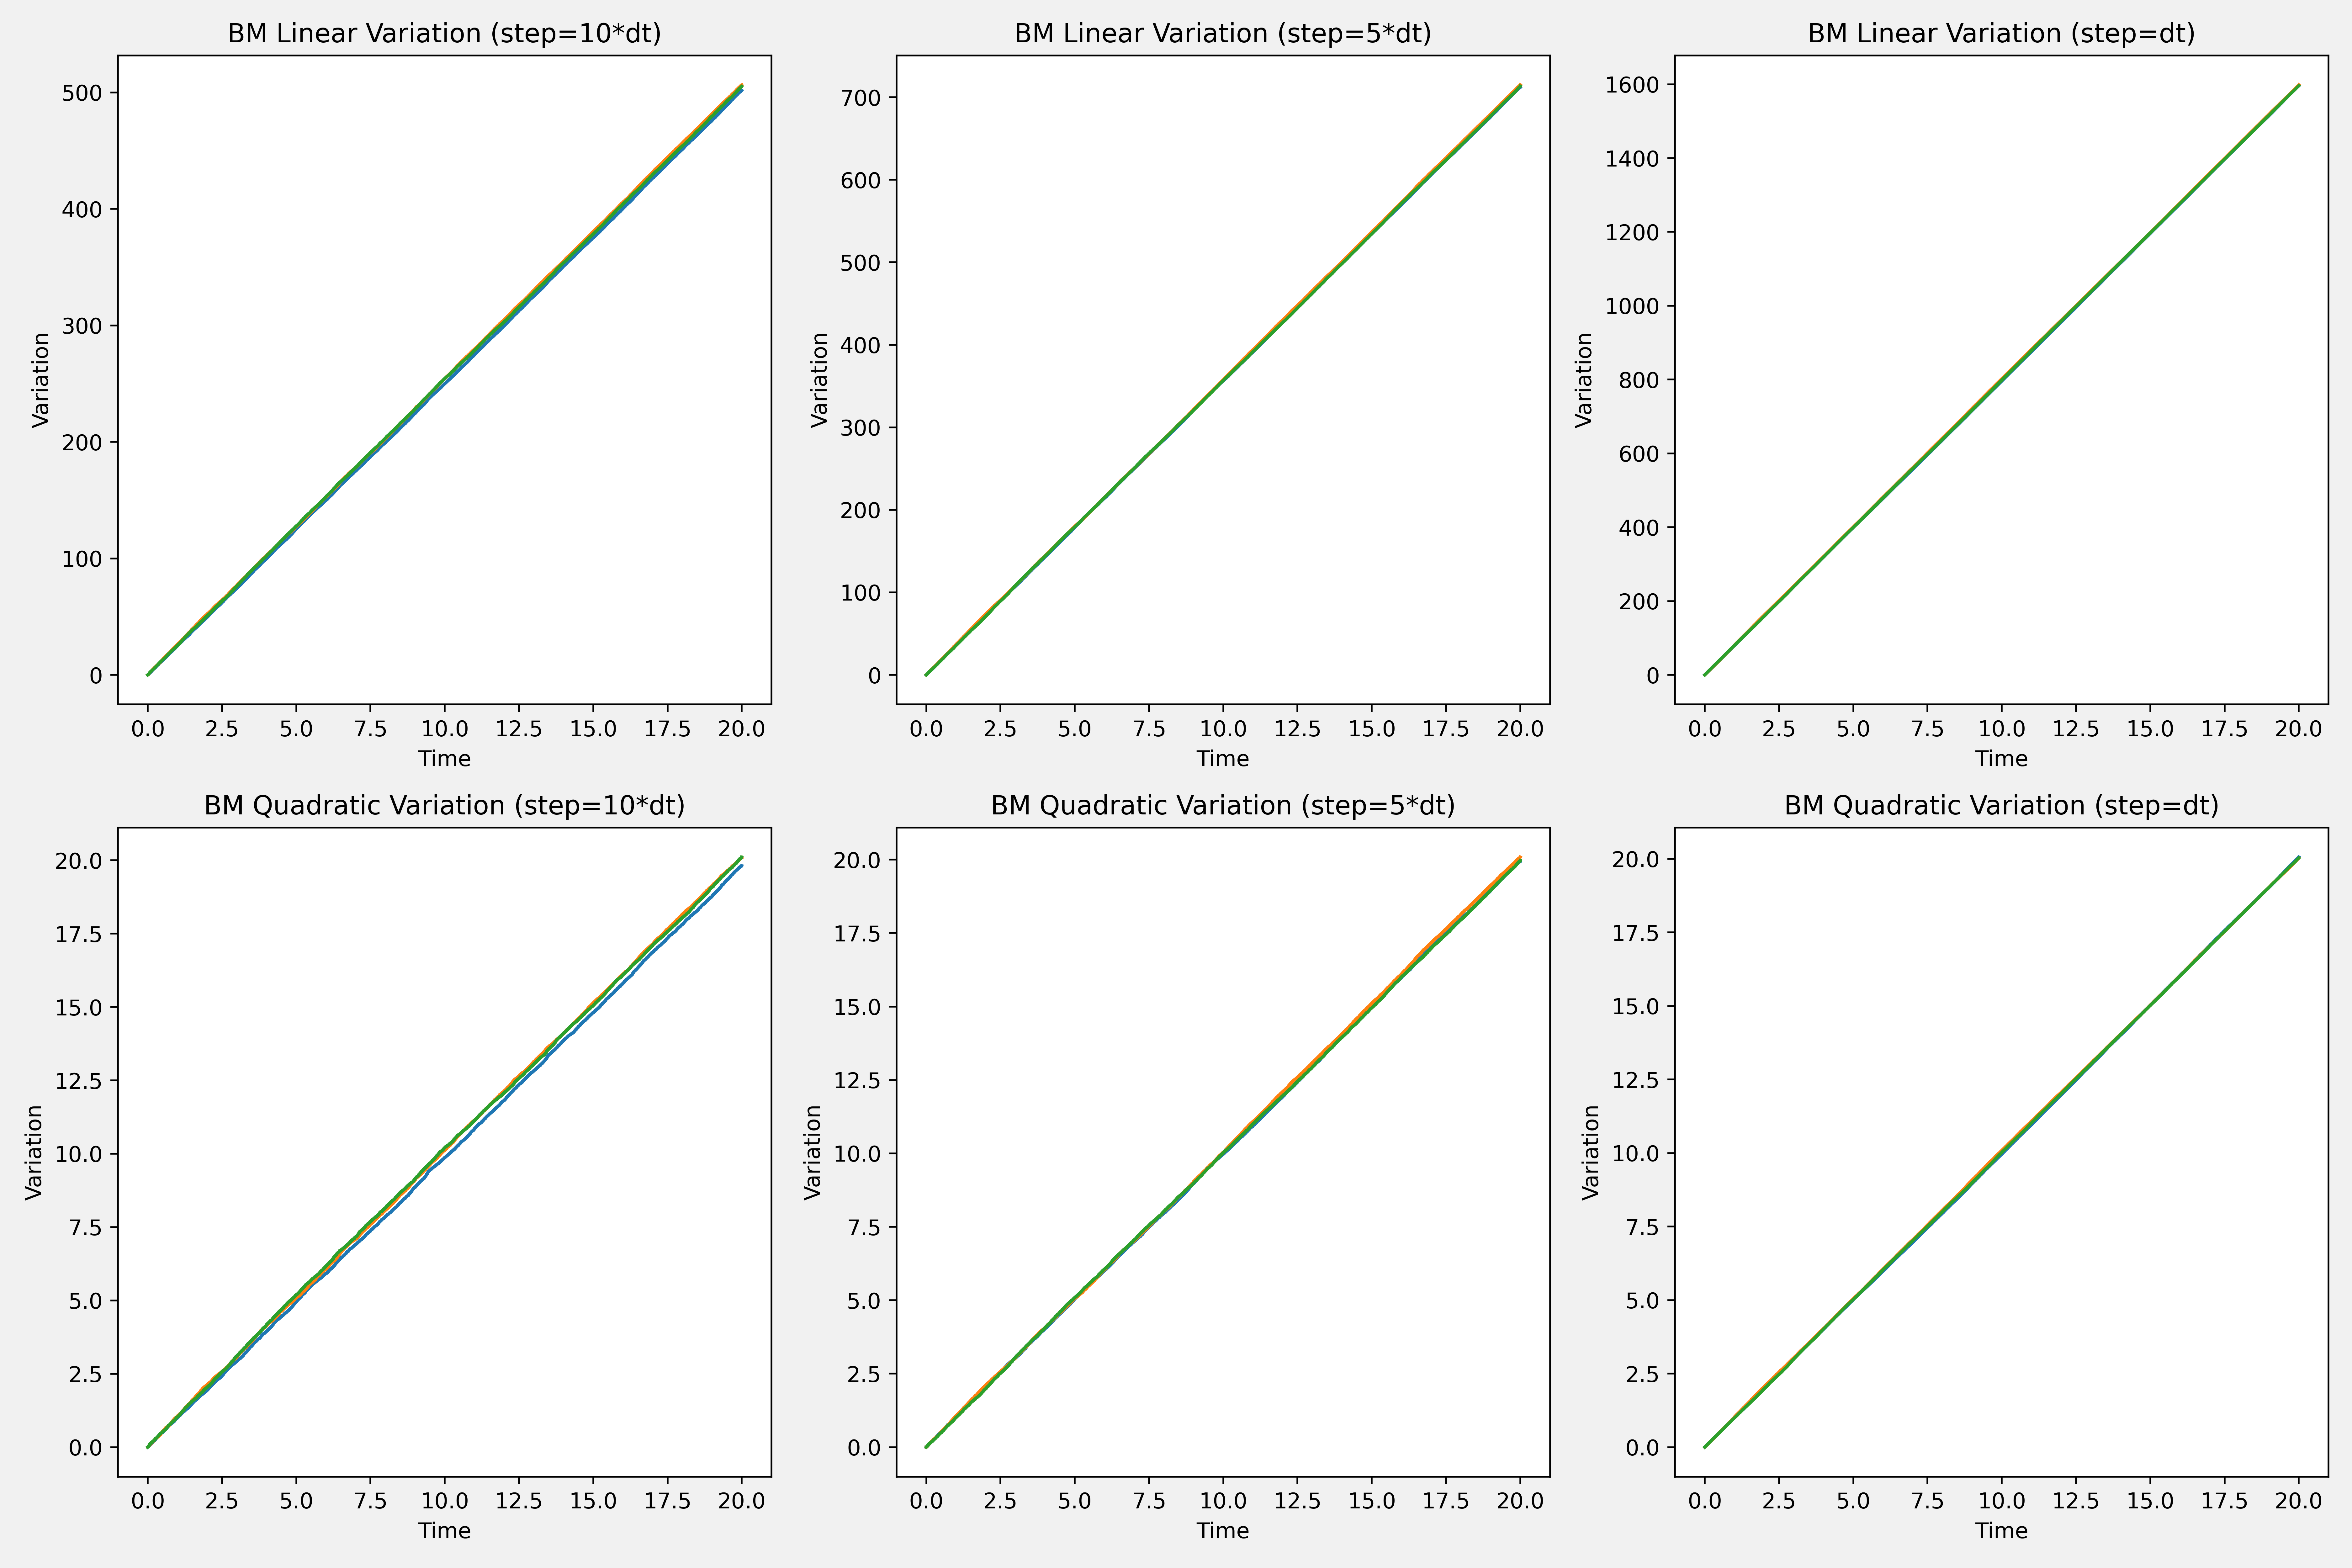 BM Linear Variation (step=10*dt)
500
400
300
200
100
0
Variation
0.0 2.5 5.0 7.5 10.0 12.5 15.0 17.5 20.0
Time
BM Linear Variation (step=5*dt)
700
600
500
400
300
200
100
0
Variation
0.0 2.5 5.0 7.5 10.0 12.5 15.0 17.5 20.0
Time
BM Linear Variation (step=dt)
1600
1400
1200
1000
800
600
400
200
0
Variation
0.0 2.5 5.0 7.5 10.0 12.5 15.0 17.5 20.0
Time
BM Quadratic Variation (step=10*dt)
20.0
17.5
15.0
12.5
10.0
7.5
5.0
2.5
0.0
Variation
0.0 2.5 5.0 7.5 10.0 12.5 15.0 17.5 20.0
Time
BM Quadratic Variation (step=5*dt)
20.0
17.5
15.0
12.5
10.0
7.5
5.0
2.5
0.0
Variation
0.0 2.5 5.0 7.5 10.0 12.5 15.0 17.5 20.0
Time
BM Quadratic Variation (step=dt)
20.0
17.5
15.0
12.5
10.0
7.5
5.0
2.5
0.0
Variation
0.0 2.5 5.0 7.5 10.0 12.5 15.0 17.5 20.0
Time